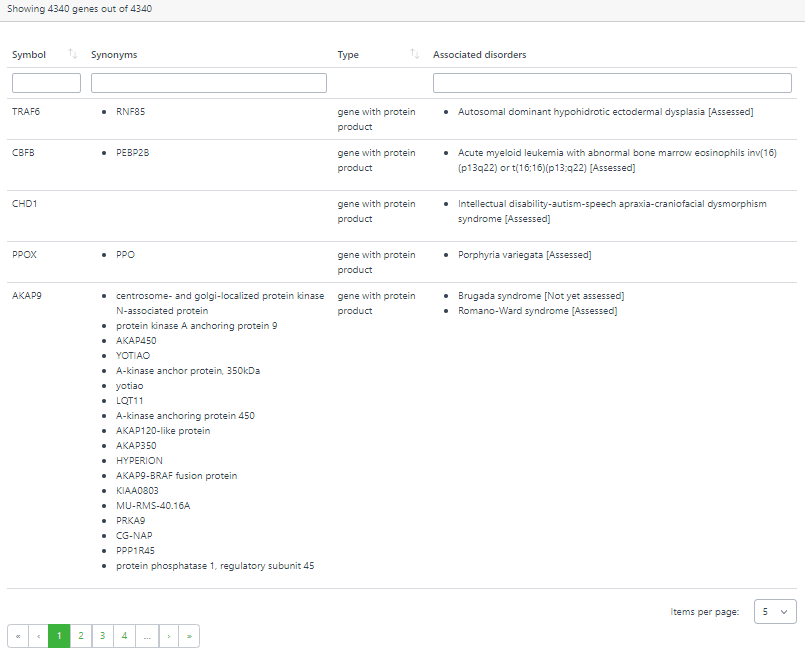 Showing 4340 genes out of 4340
Symbol ↑↓ Synonyms Type ↑↓ Associated disorders
TRAF6 • RNF85 gene with protein • Autosomal dominant hypohidrotic ectodermal dysplasia [Assessed]
product
CBFB • PEBP2B gene with protein • Acute myeloid leukemia with abnormal bone marrow eosinophils inv(16)
product (p13q22) or t(16;16)(p13;q22) [Assessed]
CHD1 gene with protein • Intellectual disability-autism-speech apraxia-craniofacial dysmorphism
product syndrome [Assessed]
PPOX • PPO gene with protein • Porphyria variegata [Assessed]
product
AKAP9 • centrosome- and golgi-localized protein kinase gene with protein • Brugada syndrome [Not yet assessed]
N-associated protein product • Romano-Ward syndrome [Assessed]
• protein kinase A anchoring protein 9
• AKAP450
• YOTIAO
• A-kinase anchor protein, 350kDa
• yotiao
• LQT11
• A-kinase anchoring protein 450
• AKAP120-like protein
• AKAP350
• HYPERION
• AKAP9-BRAF fusion protein
• KIAA0803
• MU-RMS-40.16A
• PRKA9
• CG-NAP
• PPP1R45
• protein phosphatase 1, regulatory subunit 45
Items per page: 5
« ‹ 1 2 3 4 ... › »